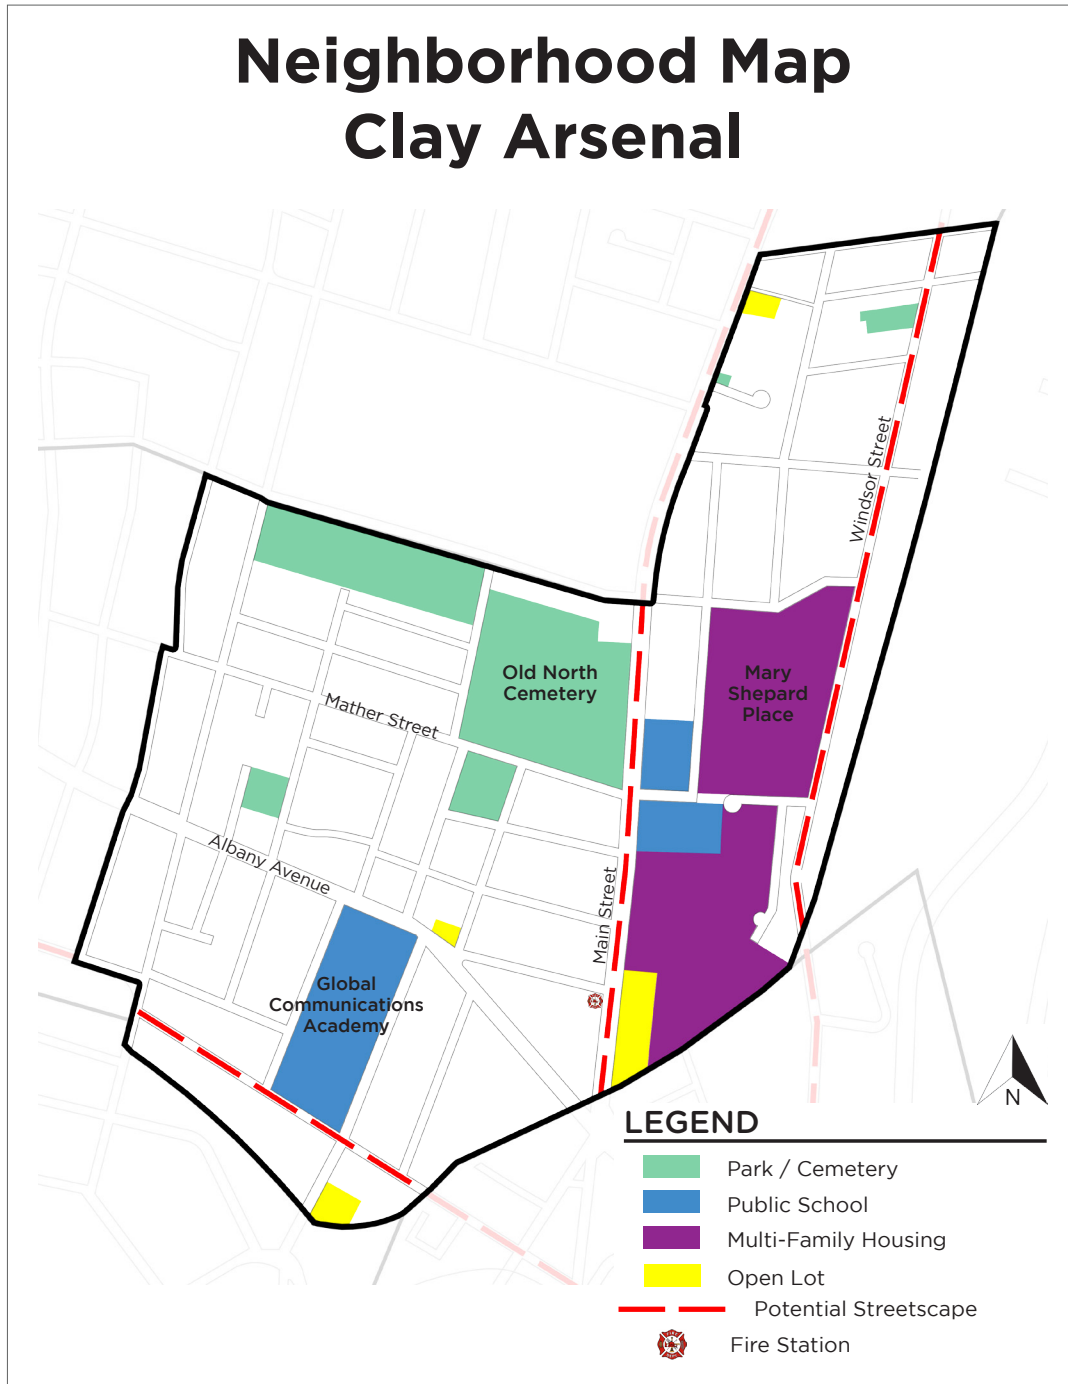 Neighborhood Map
Clay Arsenal
Windsor Street
Old North
Cemetery
Mary
Shepard
Place
Mather Street
Albany Avenue
Main Street
Global
Communications
Academy
N
LEGEND
Park / Cemetery
Public School
Multi-Family Housing
Open Lot
Potential Streetscape
Fire Station